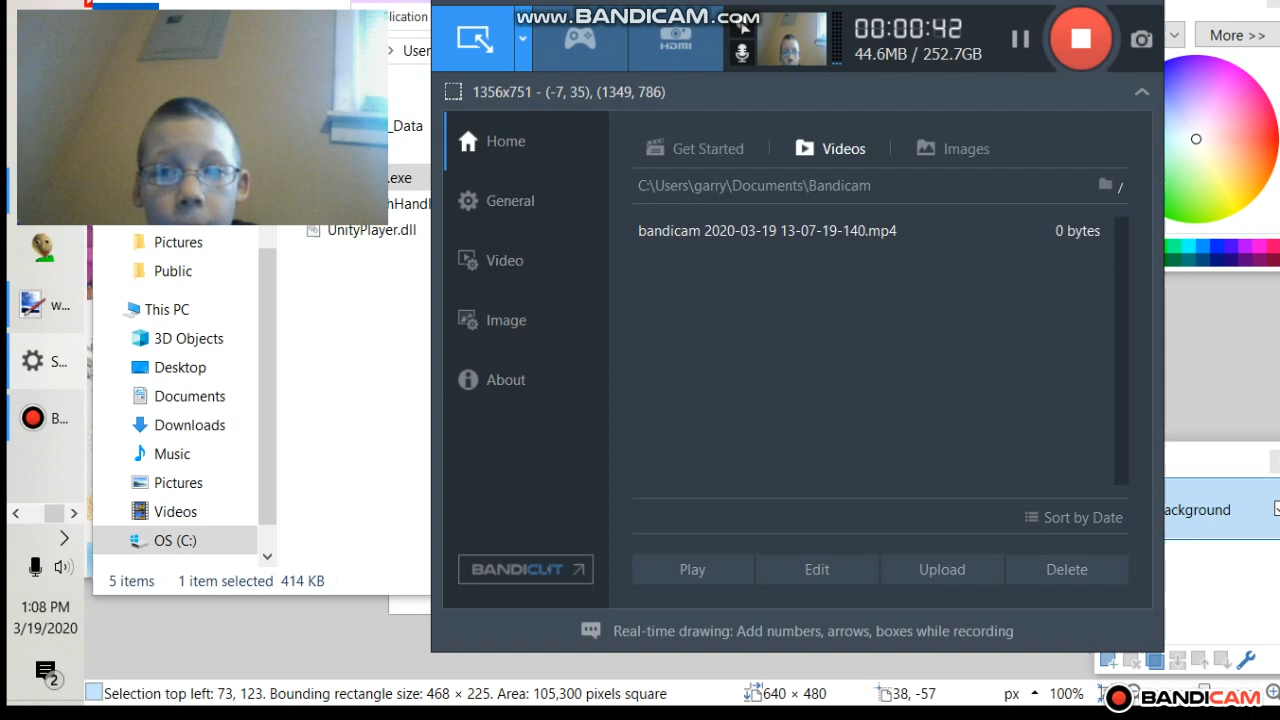 www.BANDICAM.com
00:00:42
44.6MB / 252.7GB
HDMI
More >>
lication
User
1356x751 - (-7, 35), (1349, 786)
_Data
.exe
UnityPlayer.dll
Home
General
Video
Image
About
BANDICUT
Get Started
Videos
Images
C:\Users\garry\Documents\Bandicam
/
bandicam 2020-03-19 13-07-19-140.mp4 0 bytes
Sort by Date
Play Edit Upload Delete
Real-time drawing: Add numbers, arrows, boxes while recording
Pictures
Public
This PC
3D Objects
Desktop
Documents
Downloads
Music
Pictures
Videos
OS (C:)
5 items 1 item selected 414 KB
w...
S...
B...
1:08 PM
3/19/2020
2
ackground
Selection top left: 73, 123. Bounding rectangle size: 468 × 225. Area: 105,300 pixels square
640 × 480
38, -57
px
100%
BANDICAM